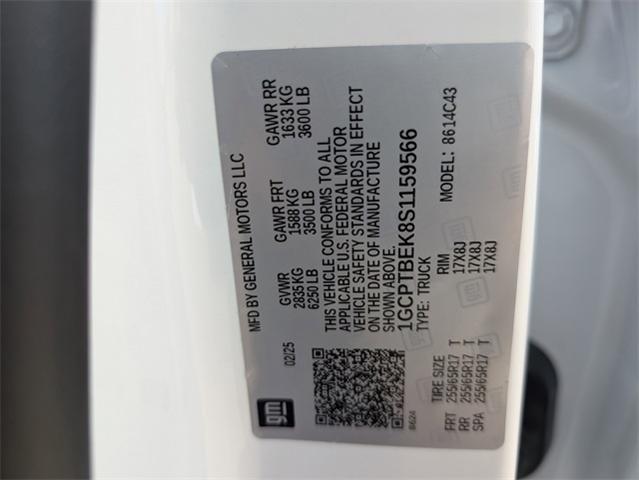 MFD BY GENERAL MOTORS LLC
02/25
GVWR
2835 KG
6250 LB
GAWR FRT
1588 KG
3500 LB
GAWR RR
1633 KG
3600 LB
THIS VEHICLE CONFORMS TO ALL
APPLICABLE U.S. FEDERAL MOTOR
VEHICLE SAFETY STANDARDS IN EFFECT
ON THE DATE OF MANUFACTURE
SHOWN ABOVE.
1GCPTBEK8S1159566
TYPE: TRUCK
MODEL: 8614C43
TIRE SIZE
RIM
FRT 255/65R17 T 17X8J
RR 255/65R17 T 17X8J
SPA 255/65R17 T 17X8J
gm